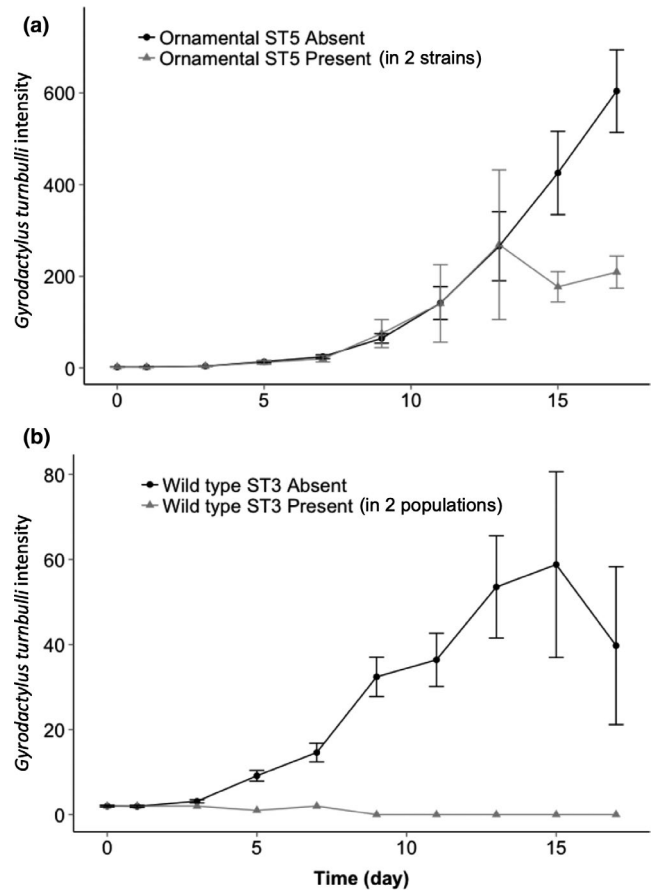 (a)
Ornamental ST5 Absent
Ornamental ST5 Present (in 2 strains)
Gyrodactylus turnbulli intensity
600
400
200
0
0 5 10 15
(b)
Wild type ST3 Absent
Wild type ST3 Present (in 2 populations)
Gyrodactylus turnbulli intensity
80
60
40
20
0
0 5 10 15
Time (day)